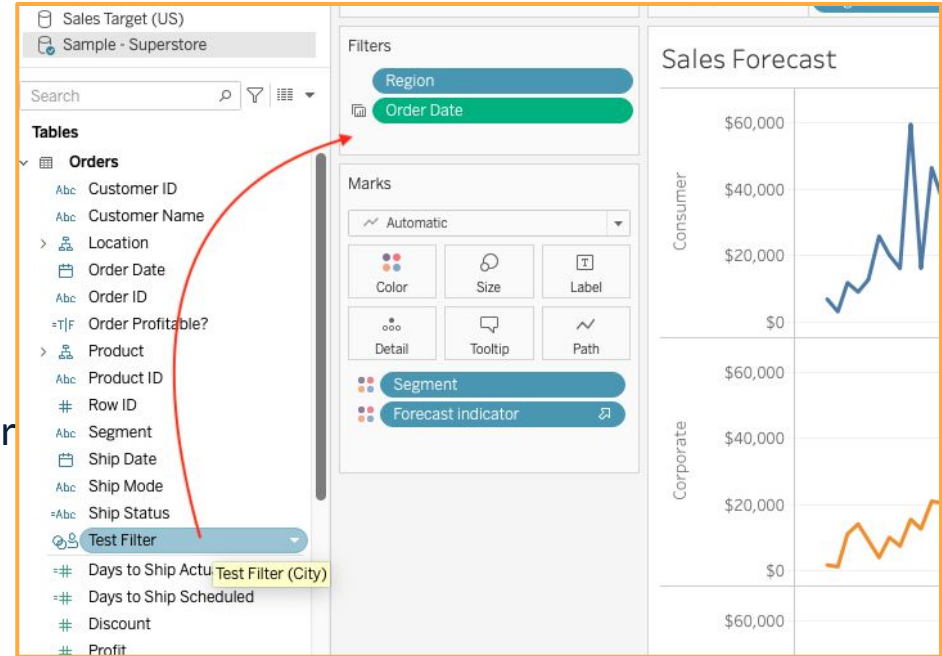 Sales Target (US)
Sample - Superstore
Search
Tables
Orders
Abc Customer ID
Abc Customer Name
Location
Order Date
Abc Order ID
=T|F Order Profitable?
Product
Abc Product ID
# Row ID
Abc Segment
Ship Date
Abc Ship Mode
=Abc Ship Status
Test Filter
=# Days to Ship Actu
Test Filter (City)
=# Days to Ship Scheduled
# Discount
# Profit
r
Filters
Region
Order Date
Marks
Automatic
Color Size Label
Detail Tooltip Path
Segment
Forecast indicator
Sales Forecast
Consumer
$60,000
$40,000
$20,000
$0
Corporate
$60,000
$40,000
$20,000
$0
$60,000